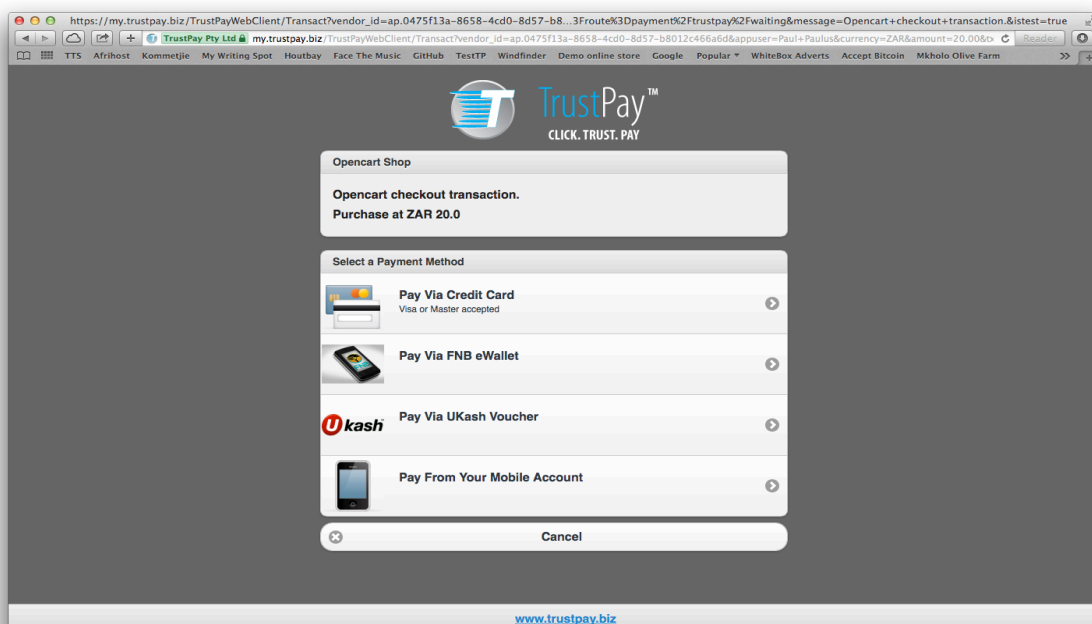 https://my.trustpay.biz/TrustPayWebClient/Transact?vendor_id=ap.0475f13a-8658-4cd0-8d57-b8...3Froute%3Dpayment%2Ftrustpay%2Fwaiting&message=Opencart+checkout+transaction.&istest=true
TrustPay Pty Ltd my.trustpay.biz/TrustPayWebClient/Transact?vendor_id=ap.0475f13a-8658-4cd0-8d57-b8012c466a6d&appuser=Paul+Paulus&currency=ZAR&amount=20.00&tx Reader
TTS Afrihost Kommetjie My Writing Spot Houtbay Face The Music GitHub TestTP Windfinder Demo online store Google Popular WhiteBox Adverts Accept Bitcoin Mkholo Olive Farm
T TrustPay™
CLICK. TRUST. PAY
Opencart Shop
Opencart checkout transaction.
Purchase at ZAR 20.0
Select a Payment Method
Pay Via Credit Card
Visa or Master accepted
Pay Via FNB eWallet
Ukash Pay Via UKash Voucher
Pay From Your Mobile Account
Cancel
www.trustpay.biz